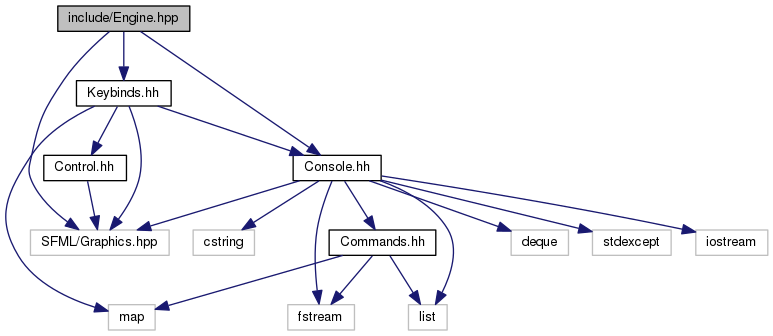 include/Engine.hpp
Keybinds.hh
Control.hh
Console.hh
SFML/Graphics.hpp
cstring
Commands.hh
deque
stdexcept
iostream
map
fstream
list